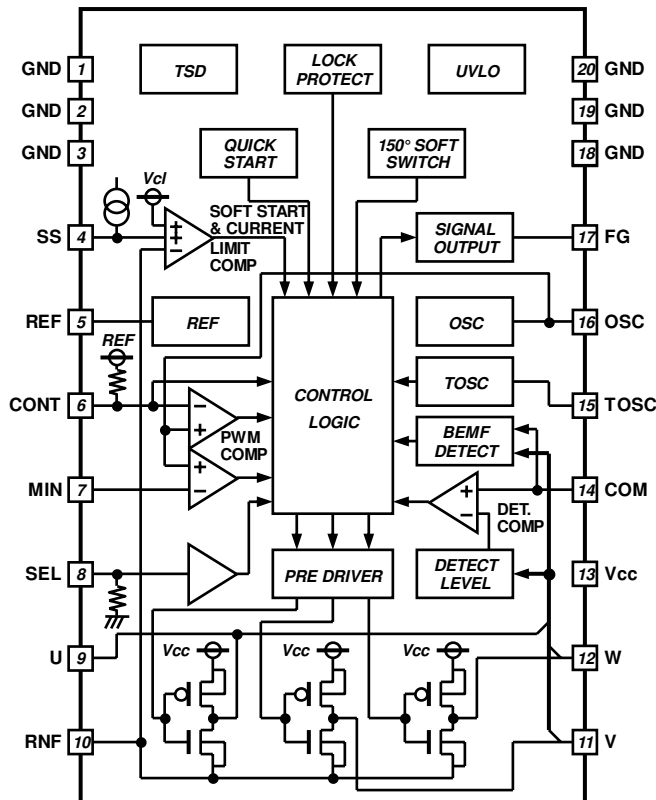 GND 1
TSD
LOCK
PROTECT
UVLO
20 GND
GND 2
19 GND
GND 3
QUICK
START
150° SOFT
SWITCH
18 GND
Vcl
SS 4
+
+
−
SOFT START
& CURRENT
LIMIT
COMP
SIGNAL
OUTPUT
17 FG
REF 5
REF
OSC
16 OSC
REF
CONT 6
−
+
PWM
COMP
CONTROL
LOGIC
TOSC
15 TOSC
BEMF
DETECT
MIN 7
+
−
+
−
DET.
COMP
14 COM
SEL 8
PRE DRIVER
DETECT
LEVEL
13 Vcc
U 9
Vcc
Vcc
Vcc
12 W
RNF 10
11 V